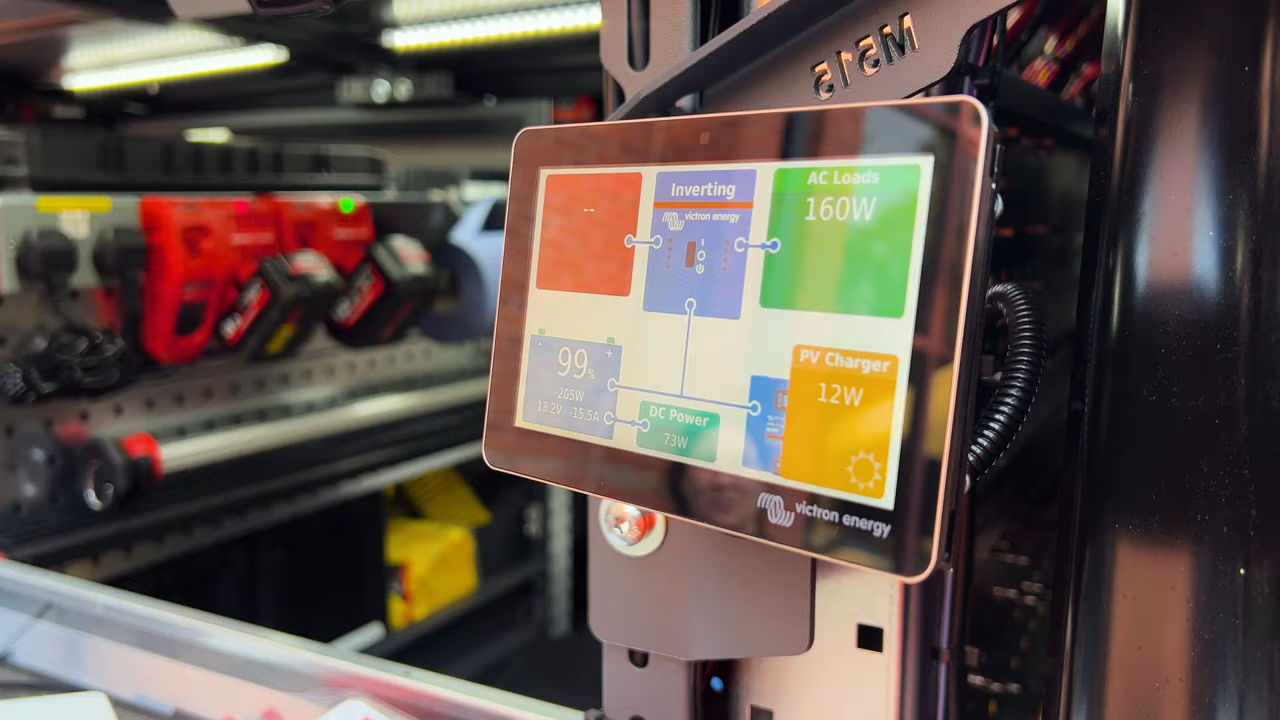 M515
--
Inverting
victron energy
AC Loads
160W
99%
-205W
13.2V -15.5A
DC Power
73W
PV Charger
12W
victron energy